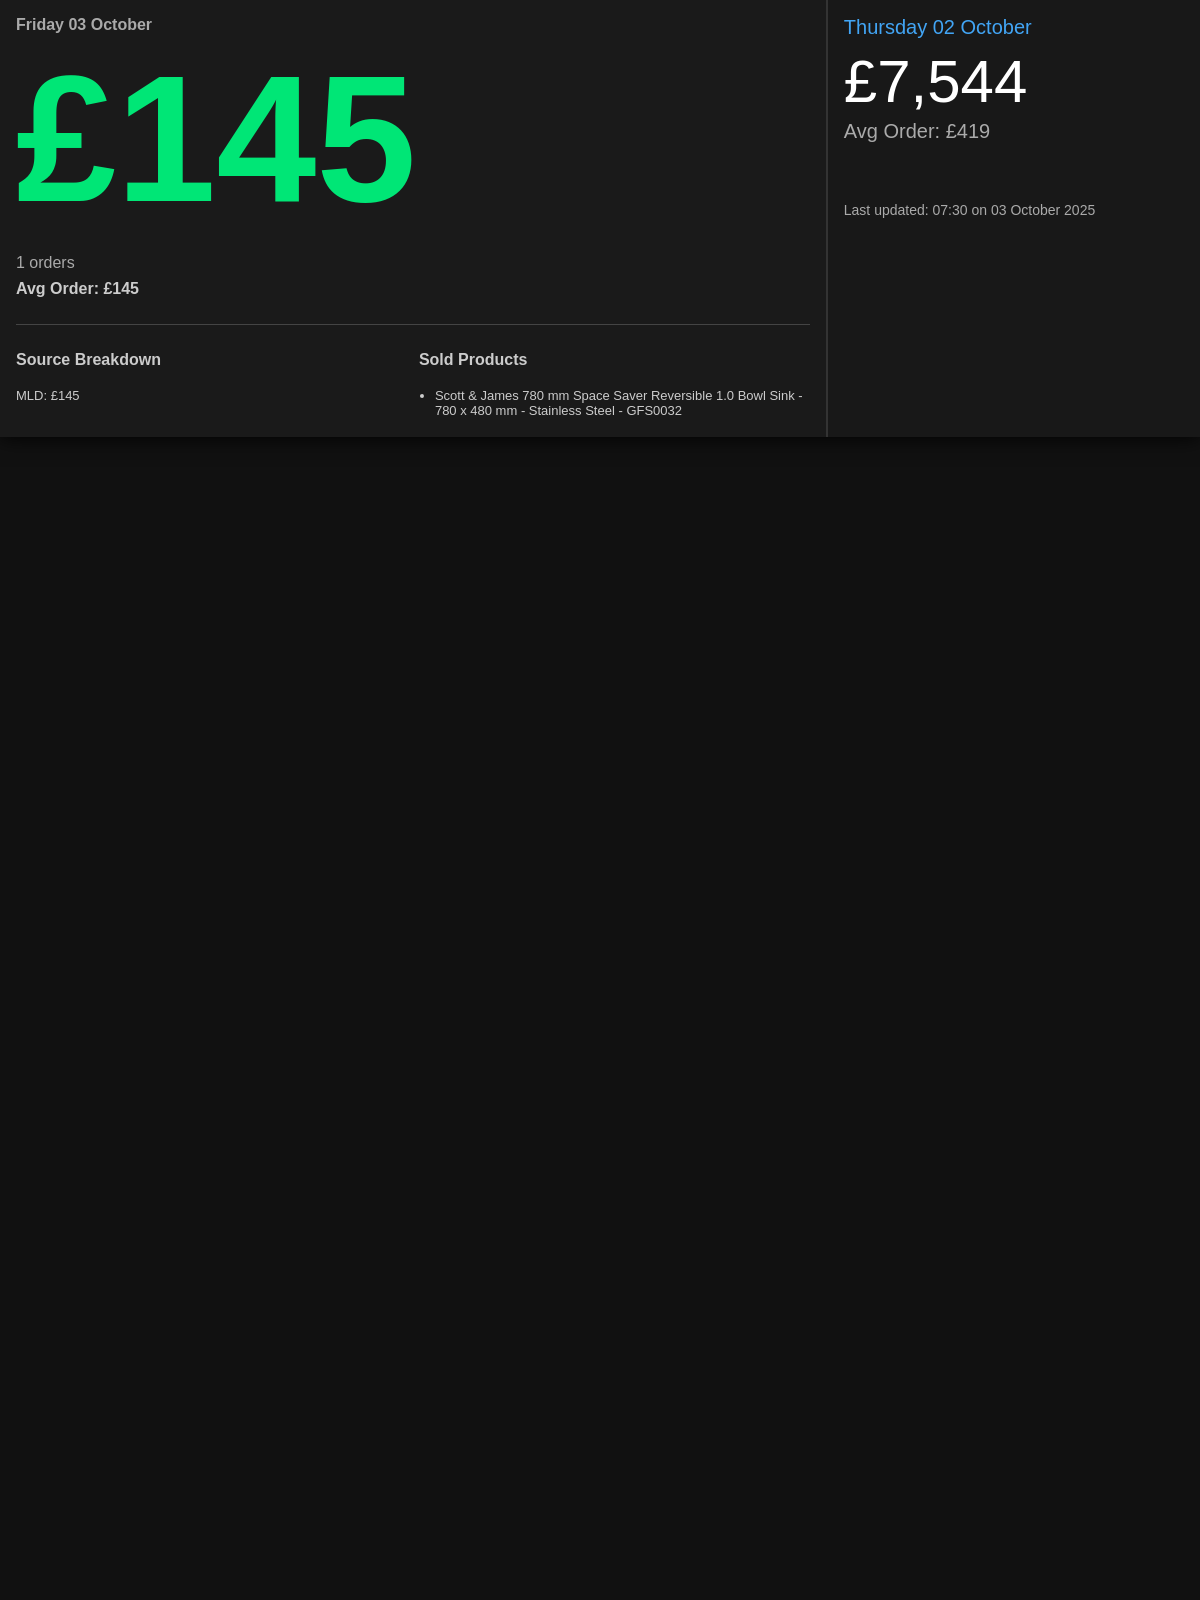 Friday 03 October
£145
1 orders
Avg Order: £145
Source Breakdown
MLD: £145
Sold Products
• Scott & James 780 mm Space Saver Reversible 1.0 Bowl Sink -
780 x 480 mm - Stainless Steel - GFS0032
Thursday 02 October
£7,544
Avg Order: £419
Last updated: 07:30 on 03 October 2025